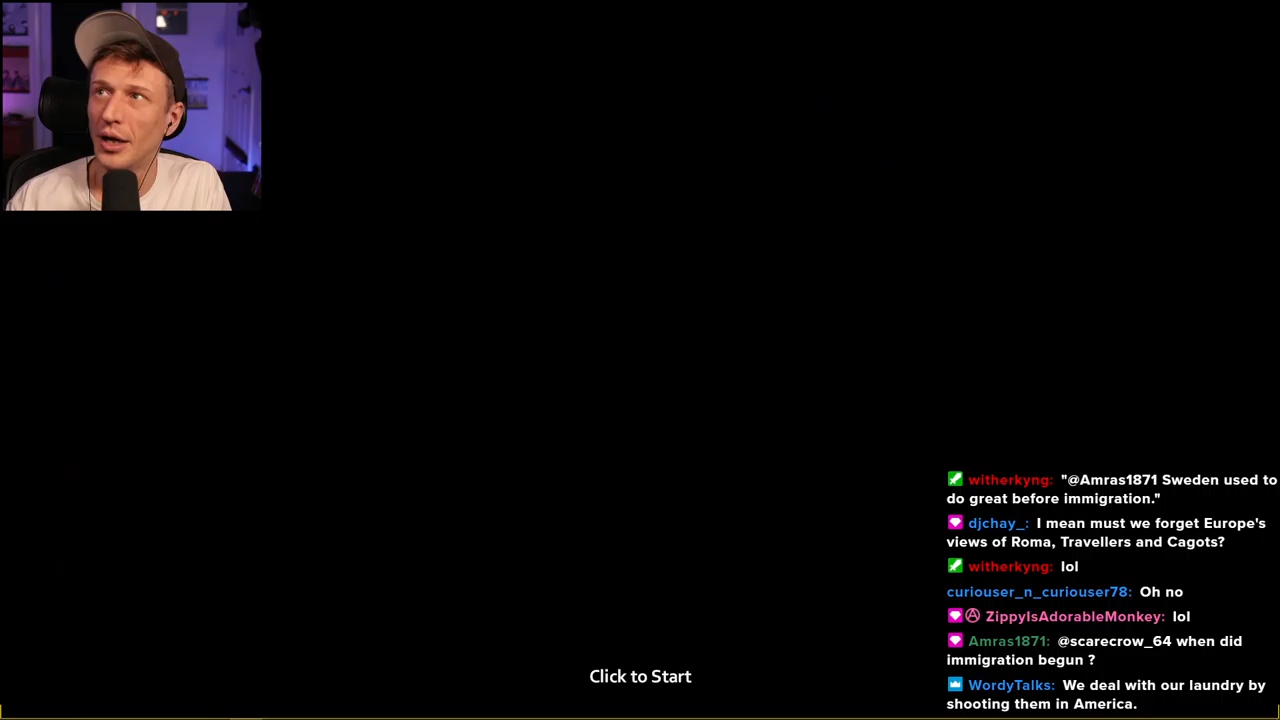 witherkyng: "@Amras1871 Sweden used to
do great before immigration."
djchay_: I mean must we forget Europe's
views of Roma, Travellers and Cagots?
witherkyng: lol
curiouser_n_curiouser78: Oh no
ZippyIsAdorableMonkey: lol
Amras1871: @scarecrow_64 when did
immigration begun ?
Click to Start
WordyTalks: We deal with our laundry by
shooting them in America.